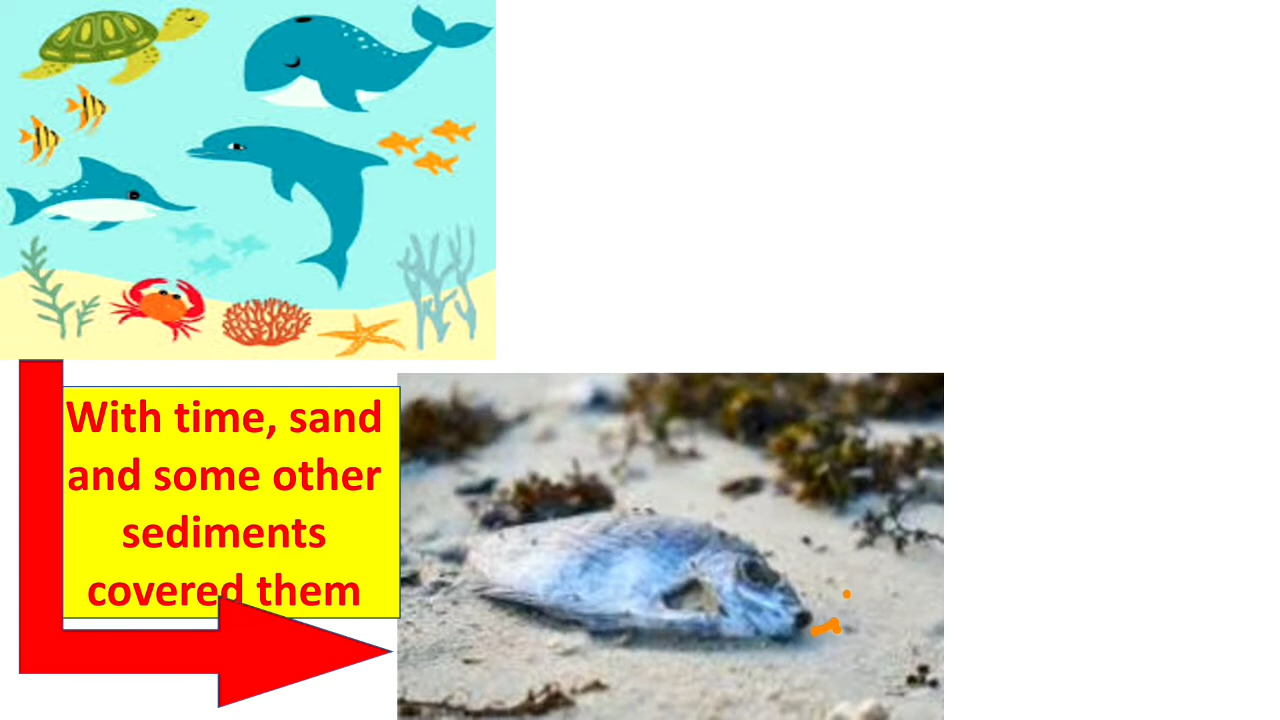 With time, sand
and some other
sediments
covered them